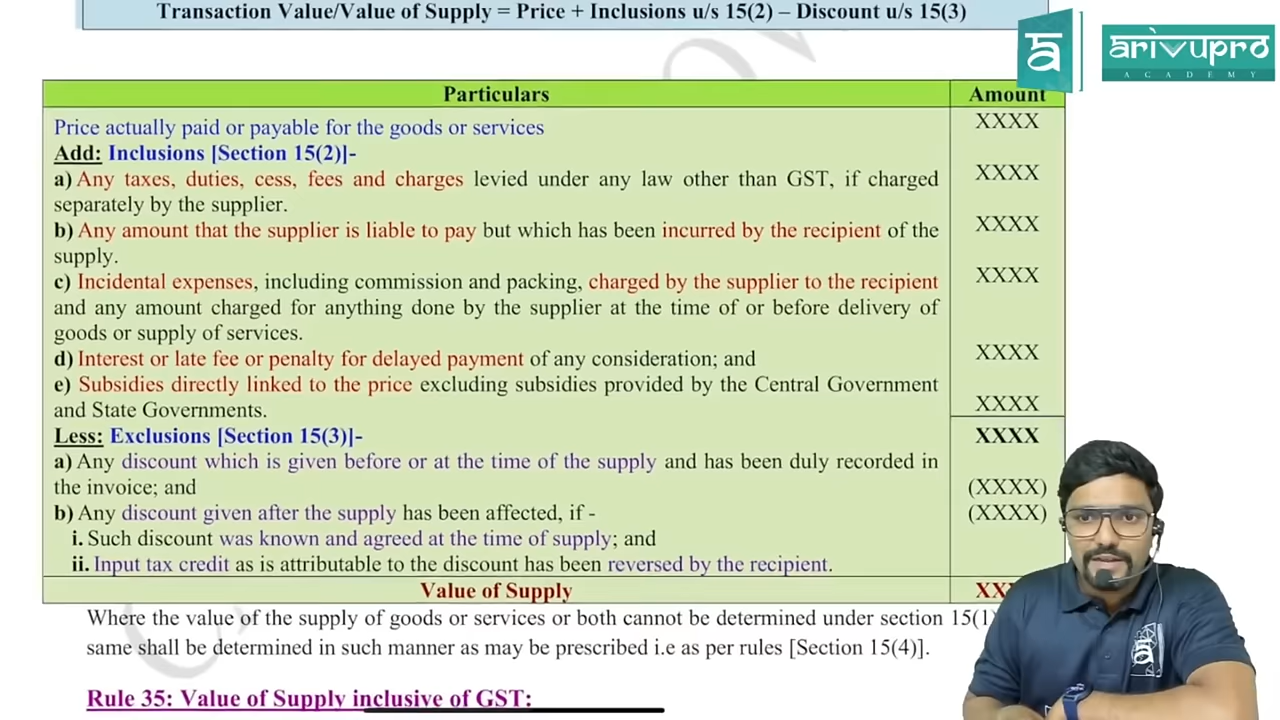 Transaction Value/Value of Supply = Price + Inclusions u/s 15(2) – Discount u/s 15(3)
arivupro
ACADEMY
Particulars Amount
Price actually paid or payable for the goods or services XXXX
Add: Inclusions [Section 15(2)]-
a) Any taxes, duties, cess, fees and charges levied under any law other than GST, if charged XXXX
separately by the supplier.
b) Any amount that the supplier is liable to pay but which has been incurred by the recipient of the XXXX
supply.
c) Incidental expenses, including commission and packing, charged by the supplier to the recipient XXXX
and any amount charged for anything done by the supplier at the time of or before delivery of
goods or supply of services.
d) Interest or late fee or penalty for delayed payment of any consideration; and XXXX
e) Subsidies directly linked to the price excluding subsidies provided by the Central Government
and State Governments. XXXX
Less: Exclusions [Section 15(3)]- XXXX
a) Any discount which is given before or at the time of the supply and has been duly recorded in
the invoice; and (XXXX)
b) Any discount given after the supply has been affected, if - (XXXX)
i. Such discount was known and agreed at the time of supply; and
ii. Input tax credit as is attributable to the discount has been reversed by the recipient.
Value of Supply
Where the value of the supply of goods or services or both cannot be determined under section 15(1)
same shall be determined in such manner as may be prescribed i.e as per rules [Section 15(4)].
Rule 35: Value of Supply inclusive of GST: